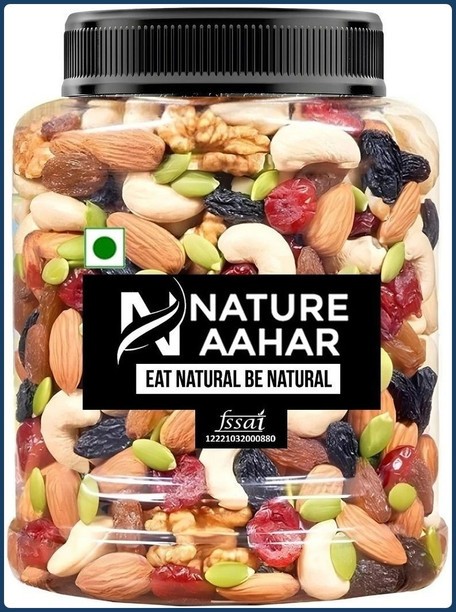 NATURE
AAHAR
EAT NATURAL BE NATURAL
fssai
12221032000880